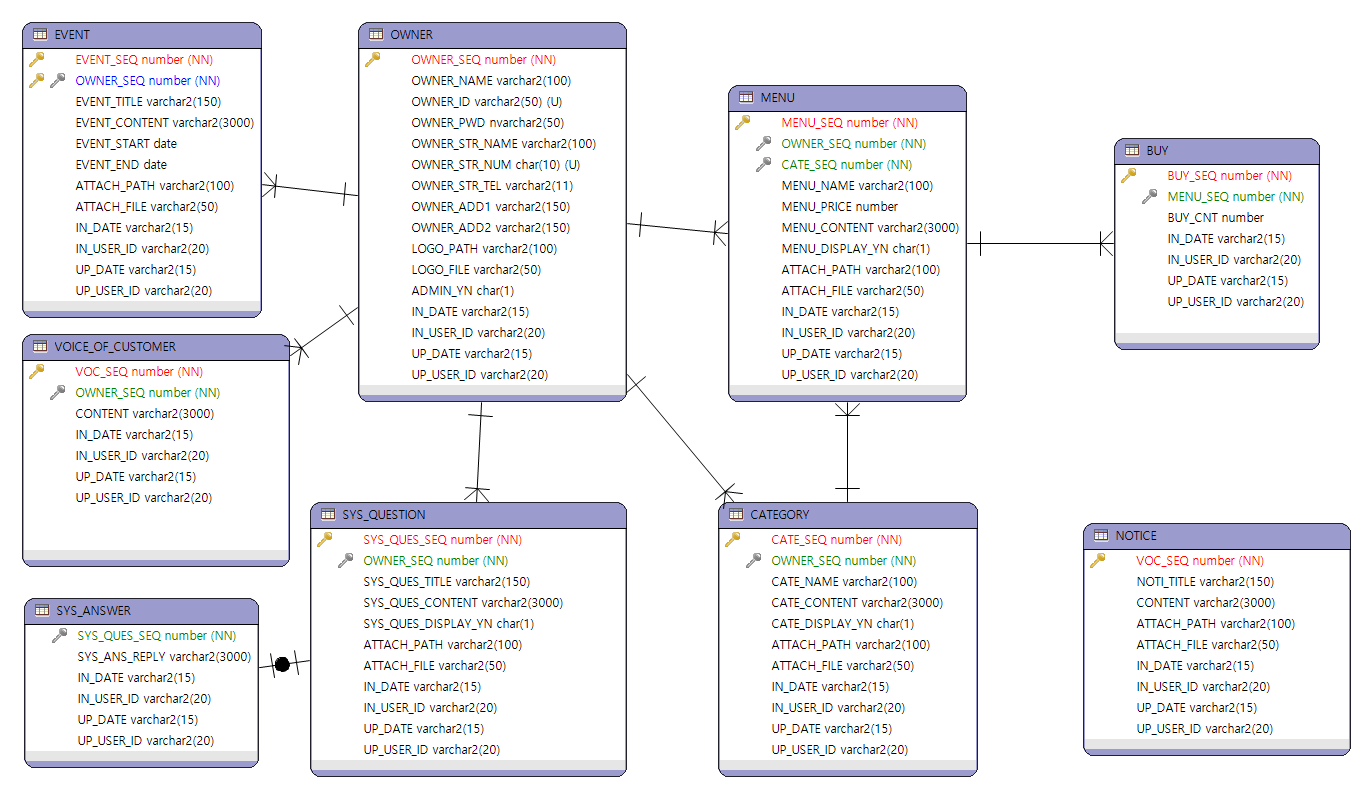 EVENT
EVENT_SEQ number (NN)
OWNER_SEQ number (NN)
EVENT_TITLE varchar2(150)
EVENT_CONTENT varchar2(3000)
EVENT_START date
EVENT_END date
ATTACH_PATH varchar2(100)
ATTACH_FILE varchar2(50)
IN_DATE varchar2(15)
IN_USER_ID varchar2(20)
UP_DATE varchar2(15)
UP_USER_ID varchar2(20)
OWNER
OWNER_SEQ number (NN)
OWNER_NAME varchar2(100)
OWNER_ID varchar2(50) (U)
OWNER_PWD nvarchar2(50)
OWNER_STR_NAME varchar2(100)
OWNER_STR_NUM char(10) (U)
OWNER_STR_TEL varchar2(11)
OWNER_ADD1 varchar2(150)
OWNER_ADD2 varchar2(150)
LOGO_PATH varchar2(100)
LOGO_FILE varchar2(50)
ADMIN_YN char(1)
IN_DATE varchar2(15)
IN_USER_ID varchar2(20)
UP_DATE varchar2(15)
UP_USER_ID varchar2(20)
MENU
MENU_SEQ number (NN)
OWNER_SEQ number (NN)
CATE_SEQ number (NN)
MENU_NAME varchar2(100)
MENU_PRICE number
MENU_CONTENT varchar2(3000)
MENU_DISPLAY_YN char(1)
ATTACH_PATH varchar2(100)
ATTACH_FILE varchar2(50)
IN_DATE varchar2(15)
IN_USER_ID varchar2(20)
UP_DATE varchar2(15)
UP_USER_ID varchar2(20)
BUY
BUY_SEQ number (NN)
MENU_SEQ number (NN)
BUY_CNT number
IN_DATE varchar2(15)
IN_USER_ID varchar2(20)
UP_DATE varchar2(15)
UP_USER_ID varchar2(20)
VOICE_OF_CUSTOMER
VOC_SEQ number (NN)
OWNER_SEQ number (NN)
CONTENT varchar2(3000)
IN_DATE varchar2(15)
IN_USER_ID varchar2(20)
UP_DATE varchar2(15)
UP_USER_ID varchar2(20)
SYS_ANSWER
SYS_QUES_SEQ number (NN)
SYS_ANS_REPLY varchar2(3000)
IN_DATE varchar2(15)
IN_USER_ID varchar2(20)
UP_DATE varchar2(15)
UP_USER_ID varchar2(20)
SYS_QUESTION
SYS_QUES_SEQ number (NN)
OWNER_SEQ number (NN)
SYS_QUES_TITLE varchar2(150)
SYS_QUES_CONTENT varchar2(3000)
SYS_QUES_DISPLAY_YN char(1)
ATTACH_PATH varchar2(100)
ATTACH_FILE varchar2(50)
IN_DATE varchar2(15)
IN_USER_ID varchar2(20)
UP_DATE varchar2(15)
UP_USER_ID varchar2(20)
CATEGORY
CATE_SEQ number (NN)
OWNER_SEQ number (NN)
CATE_NAME varchar2(100)
CATE_CONTENT varchar2(3000)
CATE_DISPLAY_YN char(1)
ATTACH_PATH varchar2(100)
ATTACH_FILE varchar2(50)
IN_DATE varchar2(15)
IN_USER_ID varchar2(20)
UP_DATE varchar2(15)
UP_USER_ID varchar2(20)
NOTICE
VOC_SEQ number (NN)
NOTI_TITLE varchar2(150)
CONTENT varchar2(3000)
ATTACH_PATH varchar2(100)
ATTACH_FILE varchar2(50)
IN_DATE varchar2(15)
IN_USER_ID varchar2(20)
UP_DATE varchar2(15)
UP_USER_ID varchar2(20)